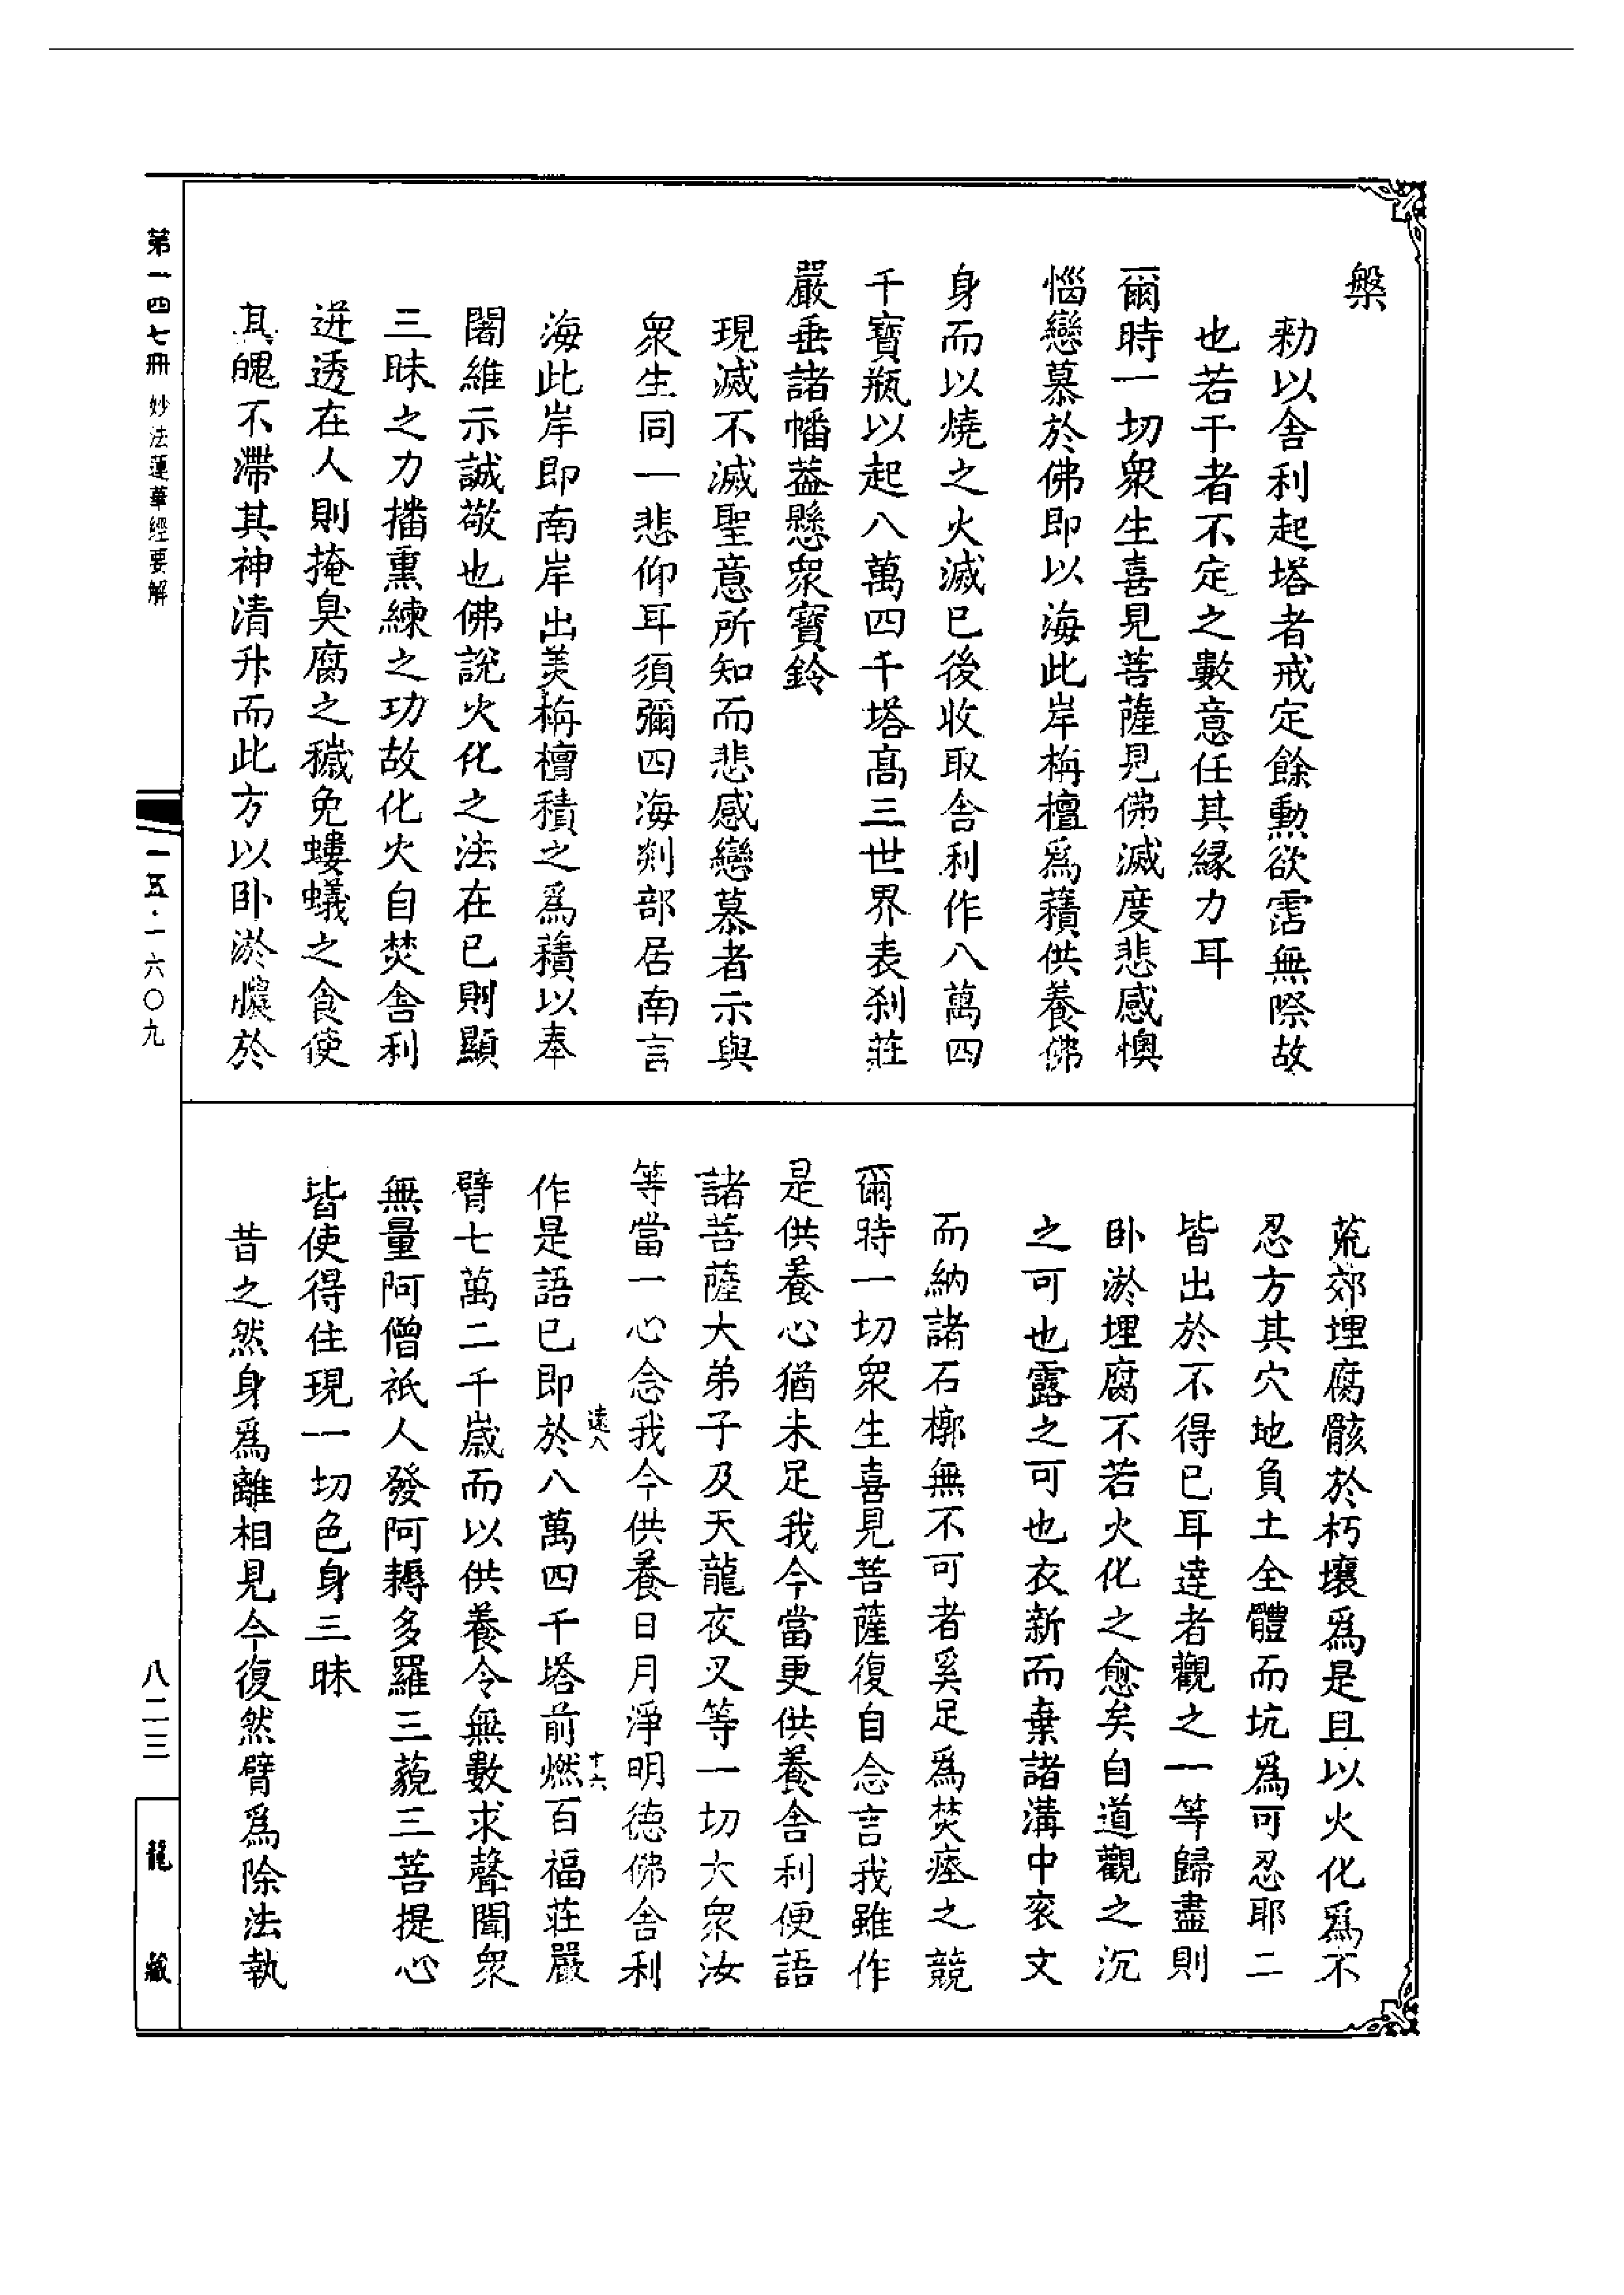 槃
勑以舍利起塔者戒定餘勳欲霑無際故
也若干者不定之數意任其縁力耳
爾時一切衆生喜見菩薩見佛滅度悲感懊
惱戀慕於佛即以海此岸栴檀爲𧂐供養佛
身而以燒之火滅已後收取舍利作八萬四
千寶瓶以起八萬四千塔高三世界表刹莊
嚴垂諸幡葢懸衆寶鈴
現滅不滅聖意所知而悲感戀慕者示與
衆生同一悲仰耳須彌四海剡部居南言
海此岸即南岸出美栴檀積之爲𧂐以奉
闍維示誠敬也佛說火化之法在已則顯
三昧之力播熏練之功故化火自焚舍利
迸透在人則掩臭腐之穢免螻蟻之食使
其魄不滯其神清升而此方以卧淤膿於
荒郊埋腐骸於朽壤爲是且以火化爲不
忍方其穴地負土全體而坑爲可忍耶二
皆出於不得已耳達者觀之一等歸盡則
卧淤埋腐不若火化之愈矣自道觀之沉
之可也露之可也衣新而棄諸溝中衮文
而納諸石槨無不可者奚足爲焚瘞之競
爾時一切衆生喜見菩薩復自念言我雖作
是供養心猶未足我今當更供養舍利便語
諸菩薩大弟子及天龍夜叉等一切大衆汝
等當一心念我今供養日月淨明德佛舍利
作是語已即於八萬四千塔前燃百福莊嚴
遠八
十六
臂七萬二千歲而以供養令無數求聲聞衆
無量阿僧祇人發阿耨多羅三藐三菩提心
皆使得住現一切色身三昧
昔之然身爲離相見今復然臂爲除法執
第一四七冊 妙法蓮華經要解
一五·一六〇九
八二三
龍藏